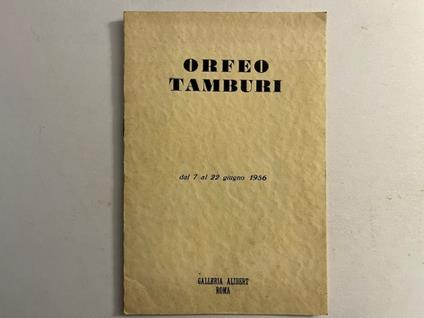 ORFEO
TAMBURI
dal 7 al 22 giugno 1956
GALLERIA ALIBERT
ROMA